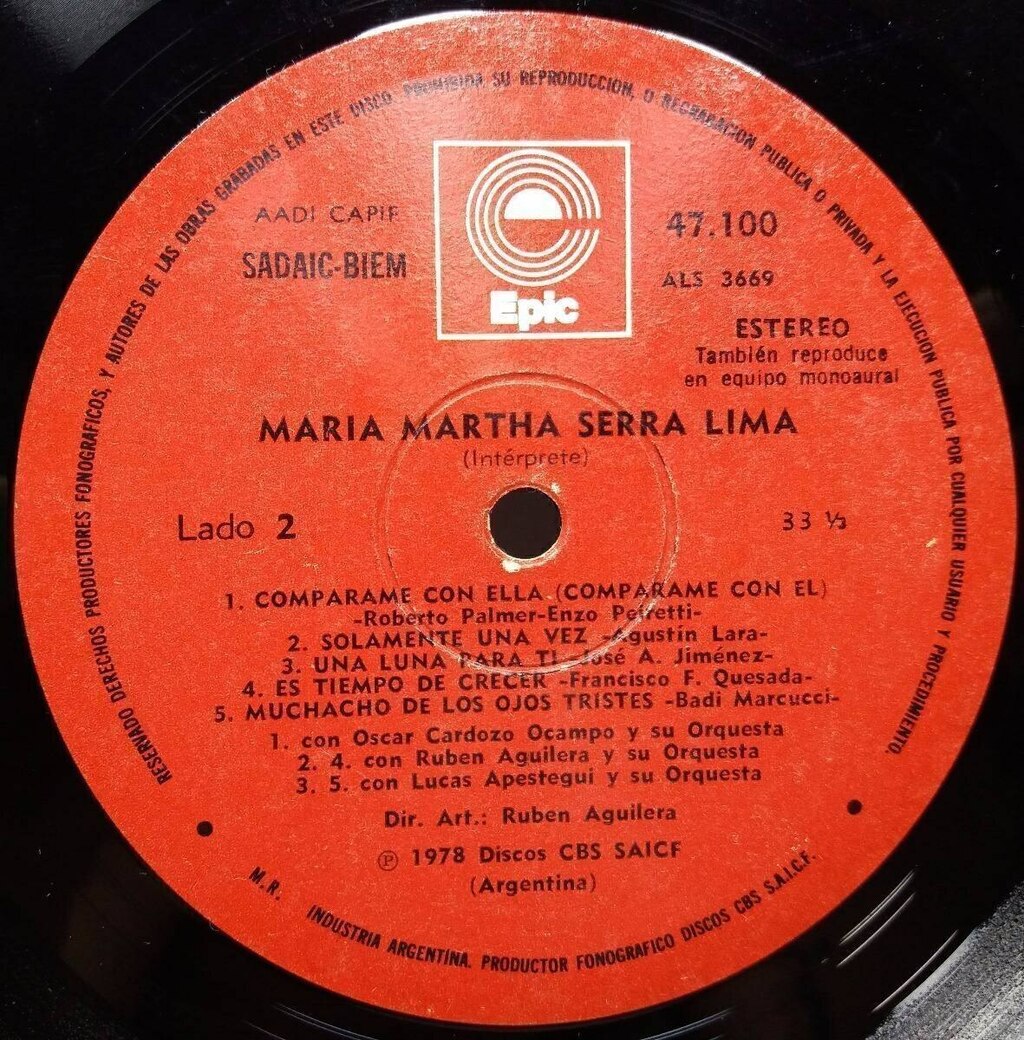 RESERVADO DERECHOS PRODUCTORES FONOGRAFICOS, Y AUTORES DE LAS OBRAS GRABADAS EN ESTE DISCO. PROHIBIDA SU REPRODUCCION, O REGRABACION PUBLICA O PRIVADA Y LA EJECUCION PUBLICA POR CUALQUIER USUARIO Y PROCEDIMIENTO.
AADI CAPIF
SADAIC-BIEM
Epic
47.100
ALS 3669
ESTEREO
También reproduce
en equipo monoaural
MARIA MARTHA SERRA LIMA
(Intérprete)
Lado 2
33 ⅓
1. COMPARAME CON ELLA (COMPARAME CON EL)
-Roberto Palmer-Enzo Peiretti-
2. SOLAMENTE UNA VEZ -Agustín Lara-
3. UNA LUNA PARA TI -José A. Jiménez-
4. ES TIEMPO DE CRECER -Francisco F. Quesada-
5. MUCHACHO DE LOS OJOS TRISTES -Badi Marcucci-
1. con Oscar Cardozo Ocampo y su Orquesta
2. 4. con Ruben Aguilera y su Orquesta
3. 5. con Lucas Apestegui y su Orquesta
Dir. Art.: Ruben Aguilera
℗ 1978 Discos CBS SAICF
(Argentina)
M.R. INDUSTRIA ARGENTINA. PRODUCTOR FONOGRAFICO DISCOS CBS S.A.I.C.F.